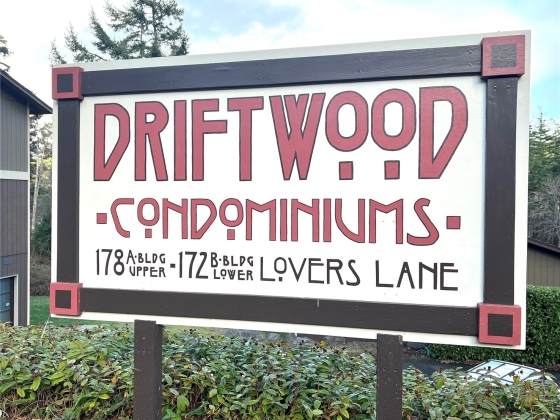 DRIFTWOOD
·CONDOMINIUMS·
178 A·BLDG UPPER - 172 B·BLDG LOWER LOVERS LANE